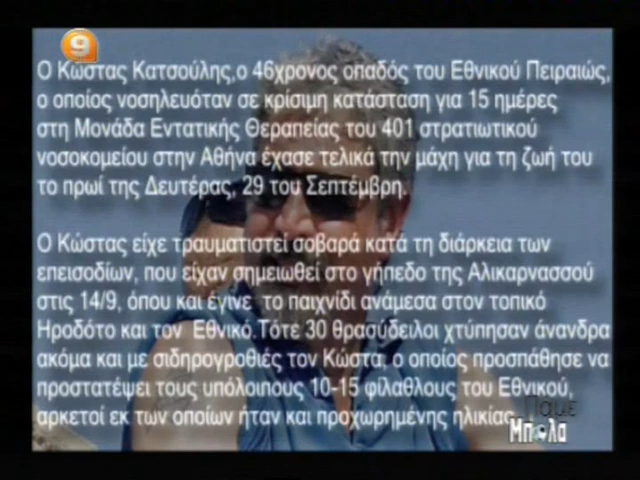 9
Ο Κώστας Κατσούλης,ο 46χρονος οπαδός του Εθνικού Πειραιώς,
ο οποίος νοσηλευόταν σε κρίσιμη κατάσταση για 15 ημέρες
στη Μονάδα Εντατικής Θεραπείας του 401 στρατιωτικού
νοσοκομείου στην Αθήνα έχασε τελικά την μάχη για τη ζωή του
το πρωί της Δευτέρας, 29 του Σεπτέμβρη.
Ο Κώστας είχε τραυματιστεί σοβαρά κατά τη διάρκεια των
επεισοδίων, που είχαν σημειωθεί στο γήπεδο της Αλικαρνασσού
στις 14/9, όπου και έγινε το παιχνίδι ανάμεσα στον τοπικό
Ηροδότο και τον Εθνικό.Τότε 30 θρασύδειλοι χτύπησαν άνανδρα
ακόμα και με σιδηρογροθιές τον Κώστα, ο οποίος προσπάθησε να
προστατέψει τους υπόλοιπους 10-15 φίλαθλους του Εθνικού,
αρκετοί εκ των οποίων ήταν και προχωρημένης ηλικίας.
Πάμε
Μπάλα